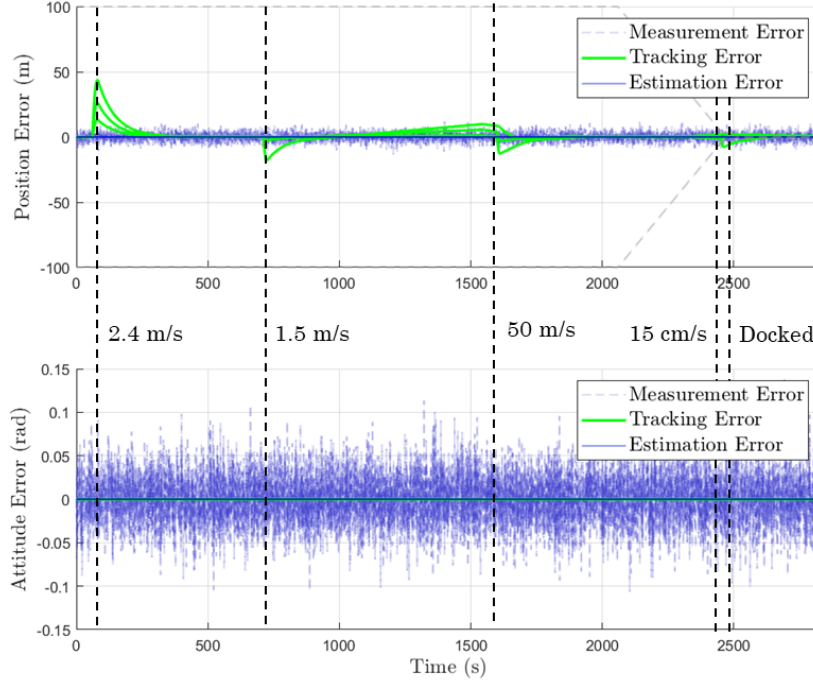 100
50
0
-50
-100
Position Error (m)
Measurement Error
Tracking Error
Estimation Error
0 500 1000 1500 2000 2500
2.4 m/s
1.5 m/s
50 m/s
15 cm/s
Docked
0.15
0.1
0.05
0
-0.05
-0.1
-0.15
Attitude Error (rad)
Measurement Error
Tracking Error
Estimation Error
0 500 1000 1500 2000 2500
Time (s)